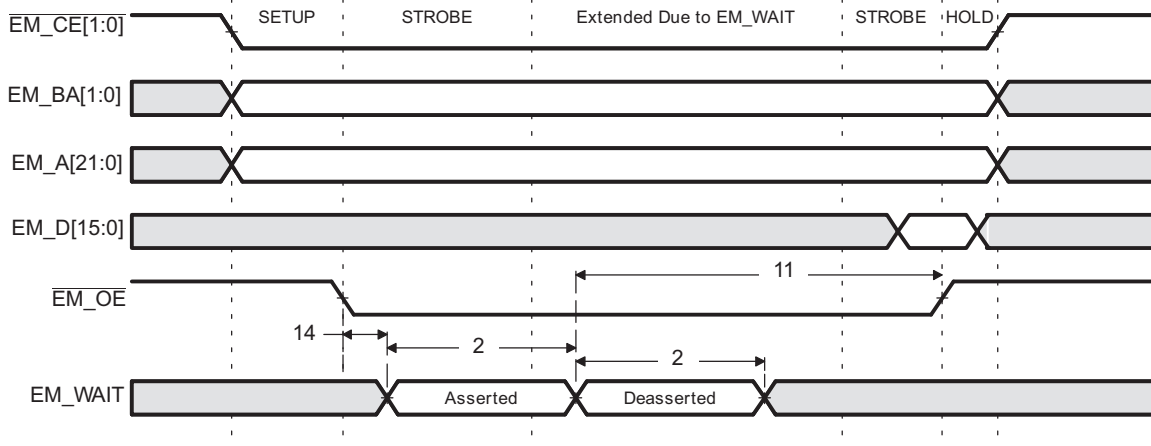 SETUP STROBE Extended Due to EM_WAIT STROBE HOLD
EM_CE[1:0]
EM_BA[1:0]
EM_A[21:0]
EM_D[15:0]
11
EM_OE
14
2
2
EM_WAIT Asserted Deasserted